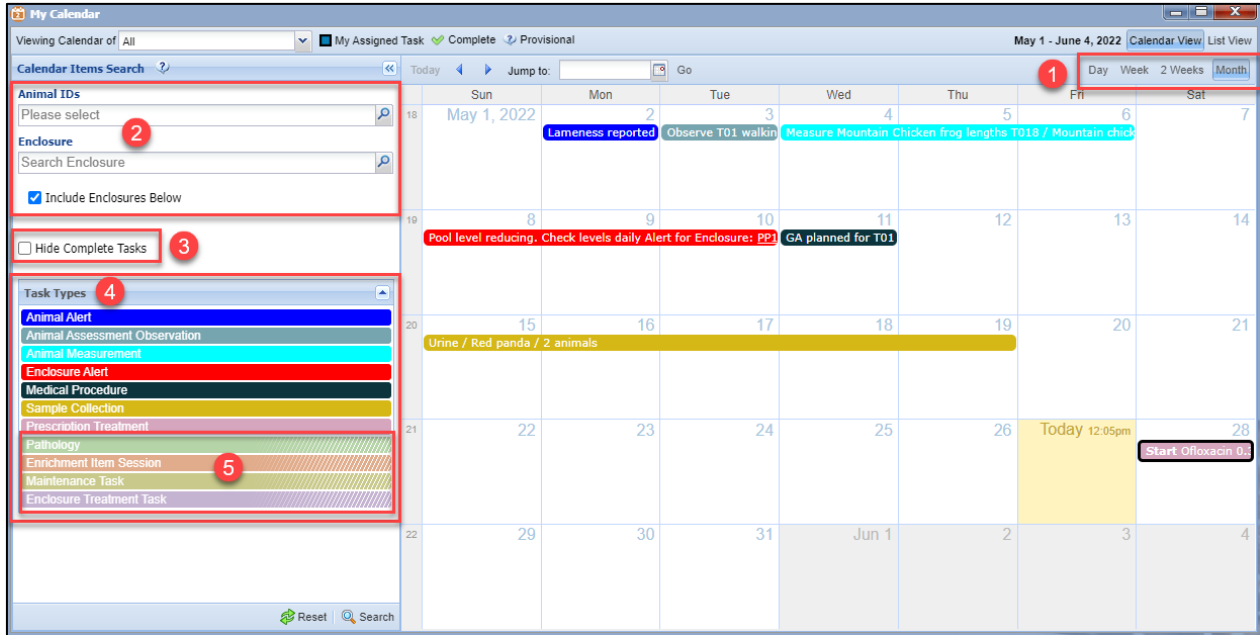 My Calendar
Viewing Calendar of All My Assigned Task Complete Provisional May 1 - June 4, 2022 Calendar View List View
Calendar Items Search Today Jump to: Go 1 Day Week 2 Weeks Month
Animal IDs
Please select
2
Enclosure
Search Enclosure
Include Enclosures Below
Hide Complete Tasks 3
Task Types 4
Animal Alert
Animal Assessment Observation
Animal Measurement
Enclosure Alert
Medical Procedure
Sample Collection
Prescription Treatment
Pathology
Enrichment Item Session
5
Maintenance Task
Enclosure Treatment Task
Reset Search
Sun Mon Tue Wed Thu Fri Sat
18 May 1, 2022 2 3 4 5 6 7
Lameness reported Observe T01 walkin Measure Mountain Chicken frog lengths T018 / Mountain chick
19 8 9 10 11 12 13 14
Pool level reducing. Check levels daily Alert for Enclosure: PP1 GA planned for T01
20 15 16 17 18 19 20 21
Urine / Red panda / 2 animals
21 22 23 24 25 26 Today 12:05pm 28
Start Ofloxacin 0.
22 29 30 31 Jun 1 2 3 4